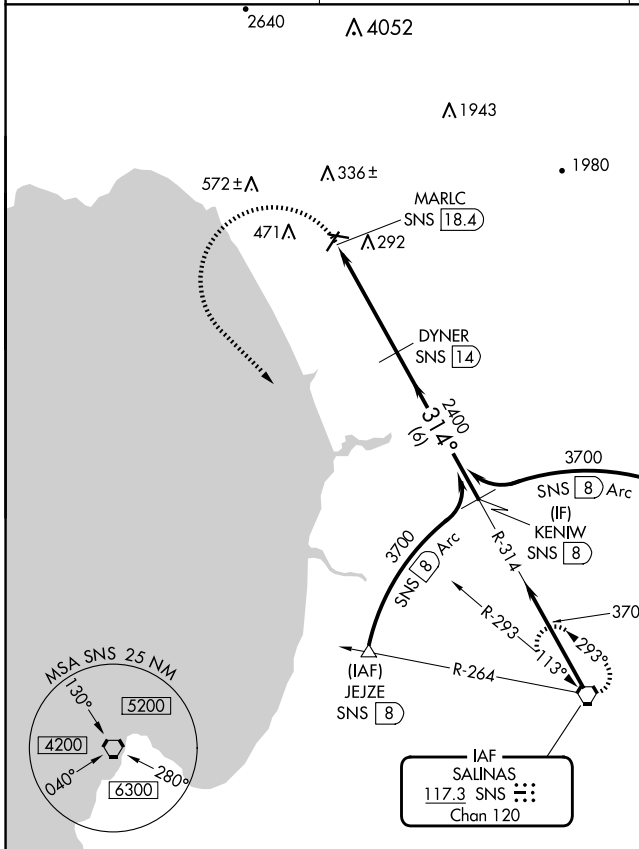 2640
4052
1943
1980
572±
336±
MARLC
SNS 18.4
471
292
DYNER
SNS 14
2400
314°
(6)
3700
SNS 8 Arc
(IF)
KENIW
SNS 8
3700
SNS 8 Arc
R-314
370
R-293
113°
293°
R-264
(IAF)
JEJZE
SNS 8
MSA SNS 25 NM
130°
5200
4200
040°
280°
6300
IAF
SALINAS
117.3 SNS
Chan 120